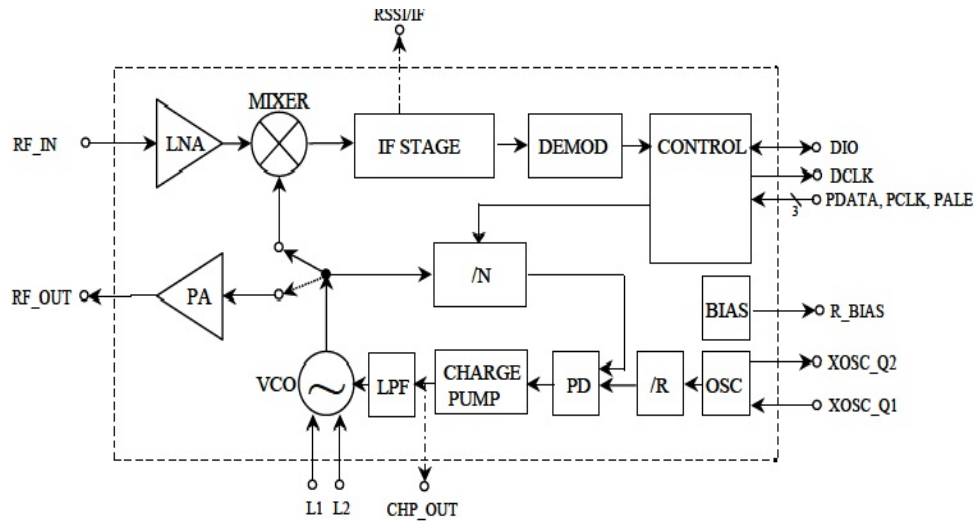 RSSI/IF
MIXER
RF_IN
LNA
IF STAGE
DEMOD
CONTROL
DIO
DCLK
PDATA, PCLK, PALE
3
/N
RF_OUT
PA
BIAS
R_BIAS
VCO
LPF
CHARGE
PUMP
PD
/R
OSC
XOSC_Q2
XOSC_Q1
L1
L2
CHP_OUT